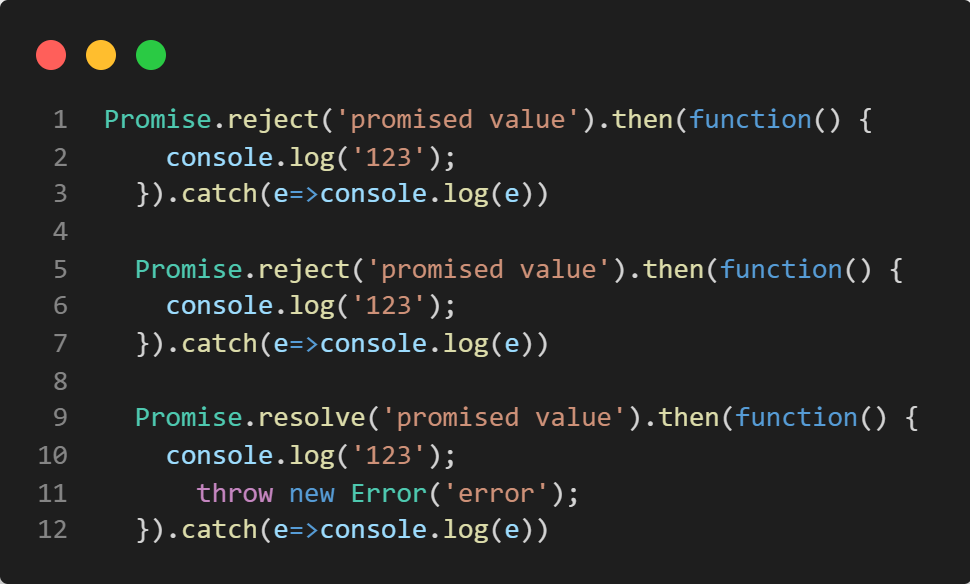 1 Promise.reject('promised value').then(function() {
2 console.log('123');
3 }).catch(e=>console.log(e))
4
5 Promise.reject('promised value').then(function() {
6 console.log('123');
7 }).catch(e=>console.log(e))
8
9 Promise.resolve('promised value').then(function() {
10 console.log('123');
11 throw new Error('error');
12 }).catch(e=>console.log(e))